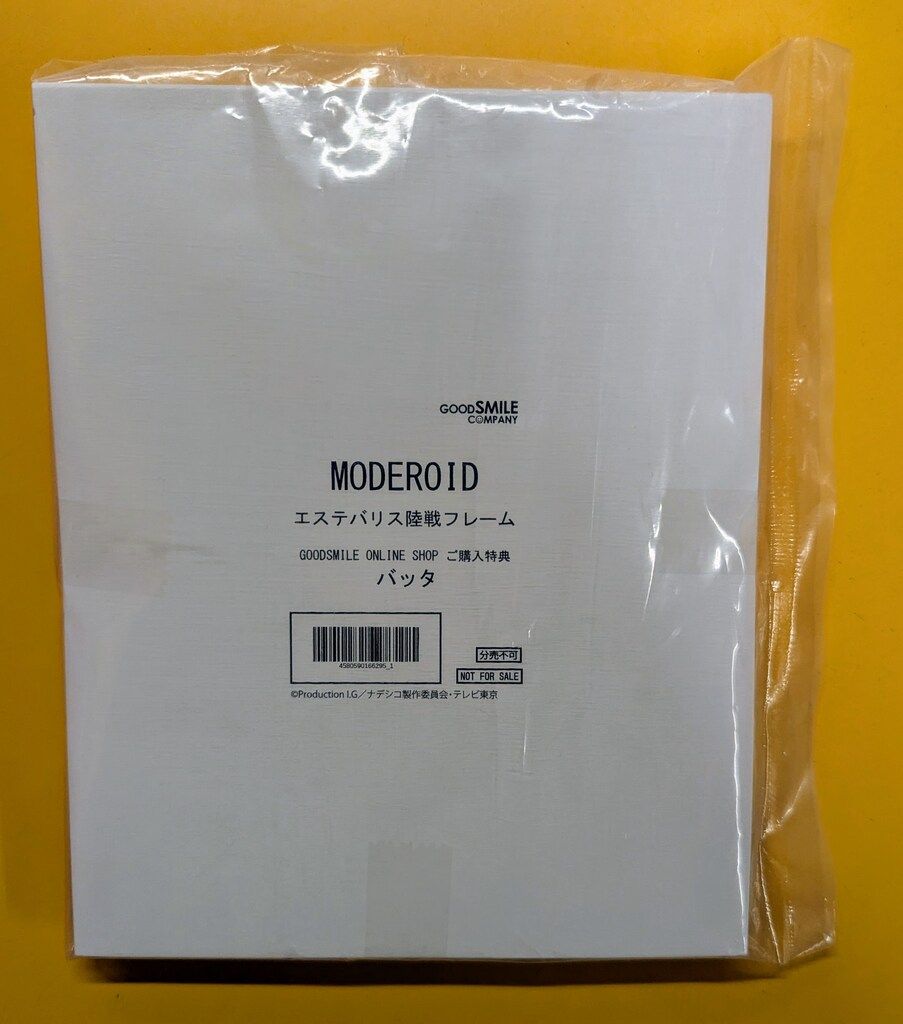 GOODSMILE
COMPANY
MODEROID
エステバリス陸戦フレーム
GOODSMILE ONLINE SHOP ご購入特典
バッタ
4580590166295_1
分売不可
NOT FOR SALE
©Production I.G／ナデシコ製作委員会・テレビ東京